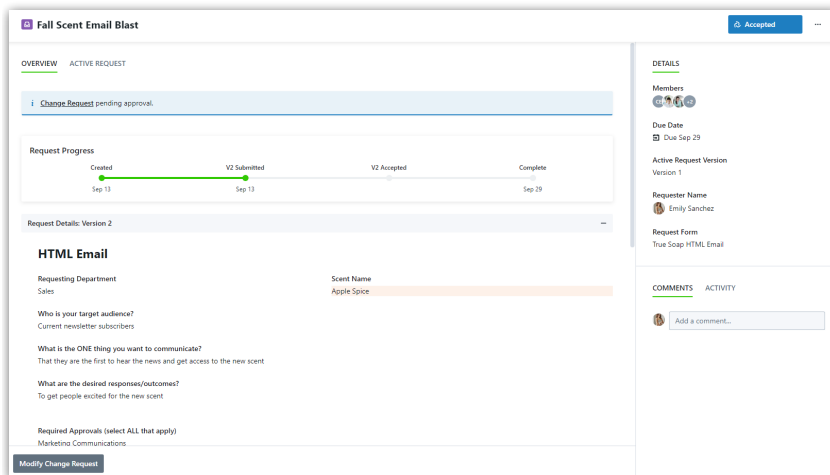 Fall Scent Email Blast
Accepted
OVERVIEW ACTIVE REQUEST
i Change Request pending approval.
Request Progress
Created V2 Submitted V2 Accepted Complete
Sep 13 Sep 13 Sep 29
Request Details: Version 2
HTML Email
Requesting Department
Sales
Scent Name
Apple Spice
Who is your target audience?
Current newsletter subscribers
What is the ONE thing you want to communicate?
That they are the first to hear the news and get access to the new scent
What are the desired responses/outcomes?
To get people excited for the new scent
Required Approvals (select ALL that apply)
Marketing Communications
Modify Change Request
DETAILS
Members
+2
Due Date
Due Sep 29
Active Request Version
Version 1
Requester Name
Emily Sanchez
Request Form
True Soap HTML Email
COMMENTS ACTIVITY
Add a comment...